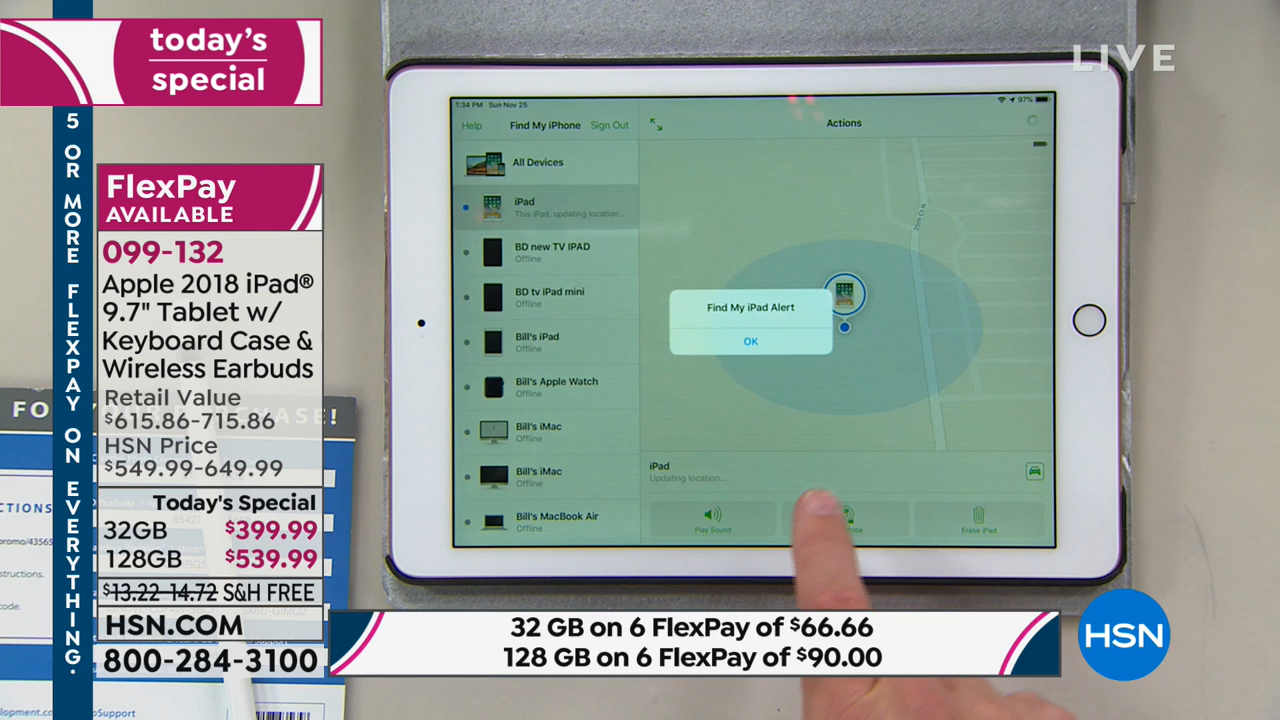 today's
special
LIVE
5 OR MORE FLEXPAY ON EVERYTHING.
FlexPay
AVAILABLE
099-132
Apple 2018 iPad®
9.7" Tablet w/
Keyboard Case &
Wireless Earbuds
Retail Value
$615.86-715.86
HSN Price
$549.99-649.99
Today's Special
32GB $399.99
128GB $539.99
$13.22-14.72 S&H FREE
HSN.COM
800-284-3100
1:34 PM Sun Nov 25
97%
Help Find My iPhone Sign Out
Actions
All Devices
iPad
This iPad, updating location...
BD new TV IPAD
Offline
BD tv iPad mini
Offline
Bill's iPad
Offline
Bill's Apple Watch
Offline
Bill's iMac
Offline
Bill's iMac
Offline
Bill's MacBook Air
Offline
Find My iPad Alert
OK
iPad
Updating location...
Play Sound
Erase iPad
32 GB on 6 FlexPay of $66.66
128 GB on 6 FlexPay of $90.00
HSN